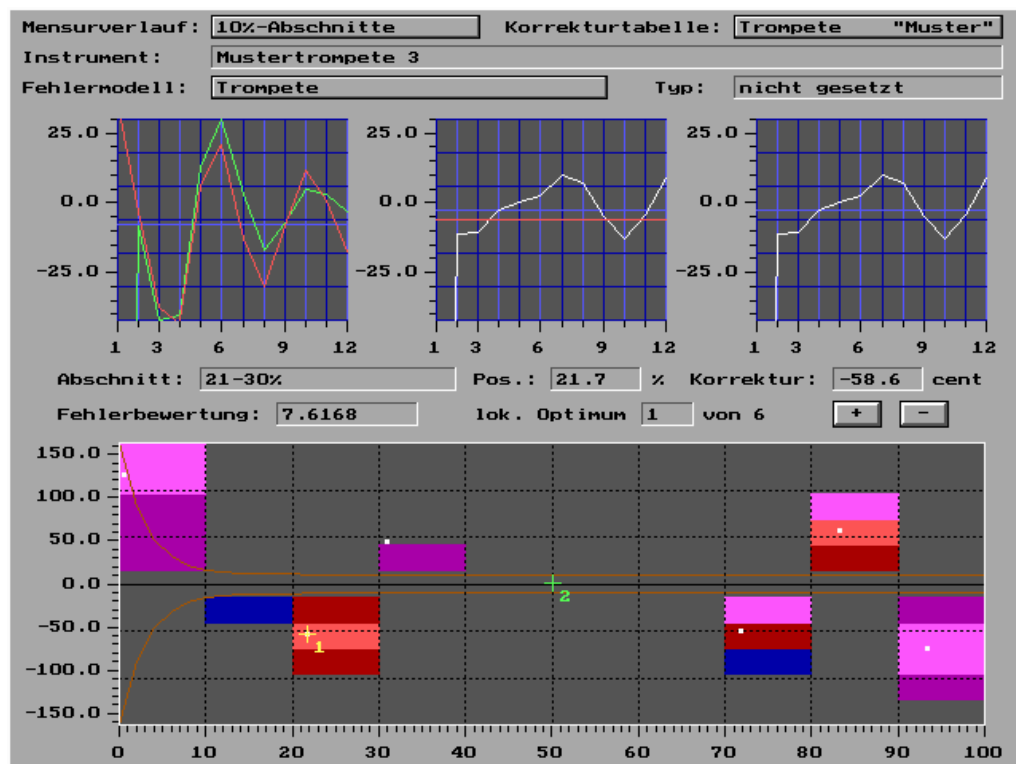 Mensurverlauf: 10%-Abschnitte Korrekturtabelle: Trompete "Muster"
Instrument: Mustertrompete 3
Fehlermodell: Trompete Typ: nicht gesetzt
25.0 25.0 25.0
0.0 0.0 0.0
-25.0 -25.0 -25.0
1 3 6 9 12 1 3 6 9 12 1 3 6 9 12
Abschnitt: 21-30% Pos.: 21.7 % Korrektur: -58.6 cent
Fehlerbewertung: 7.6168 lok. Optimum 1 von 6 + -
150.0
100.0
50.0
0.0
2
-50.0
1
-100.0
-150.0
0 10 20 30 40 50 60 70 80 90 100